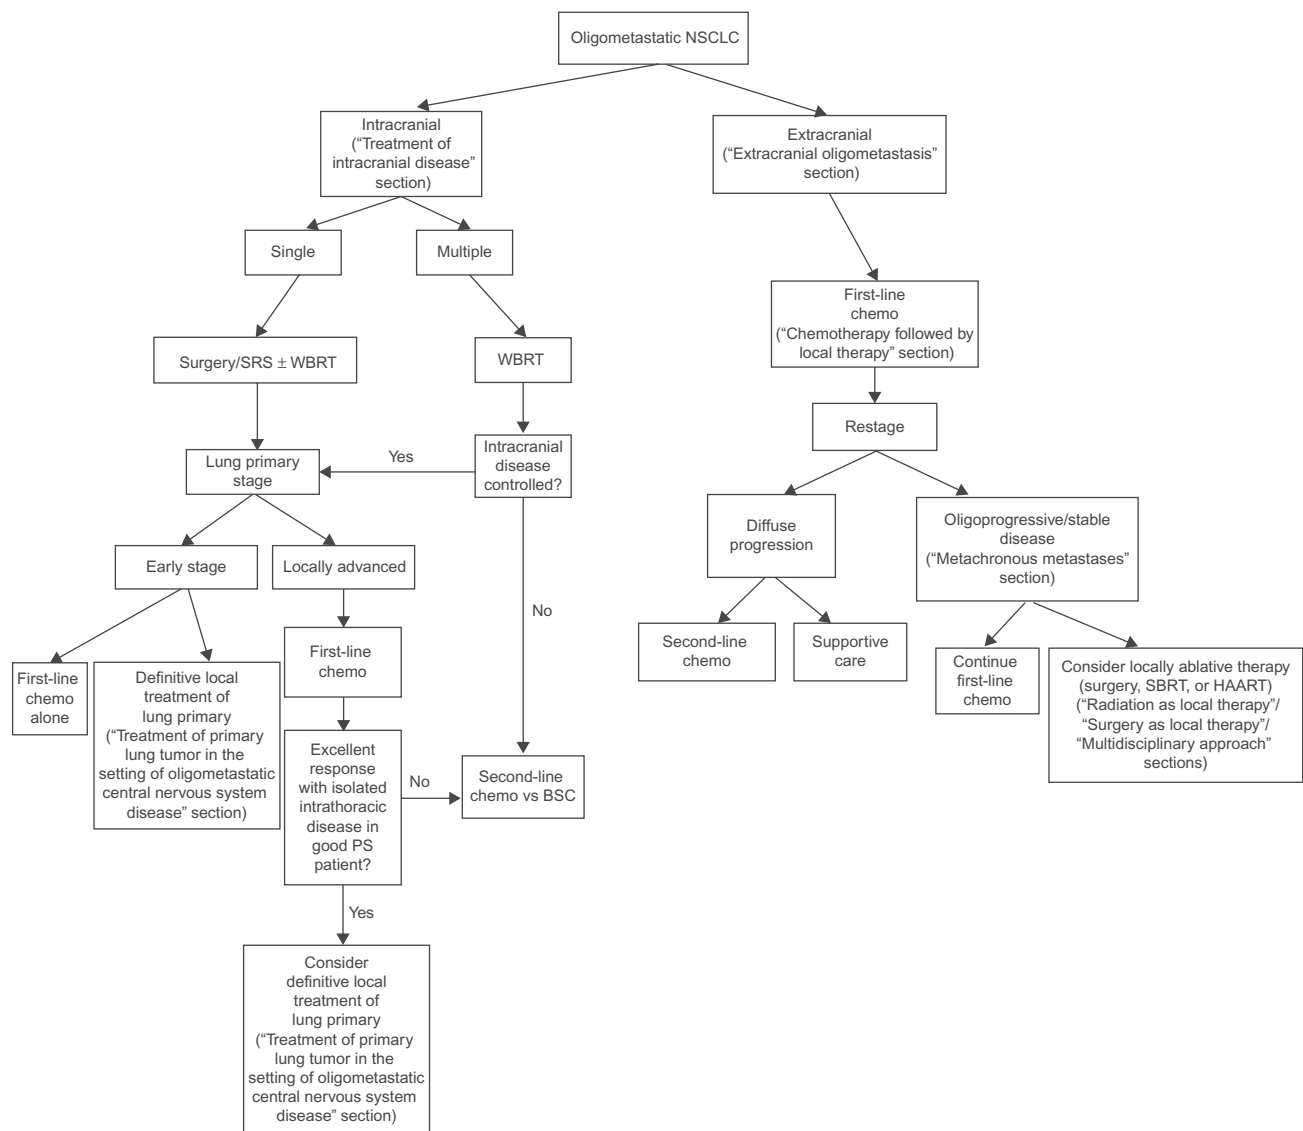 Oligometastatic NSCLC
Intracranial
(“Treatment of
intracranial disease”
section)
Extracranial
(“Extracranial oligometastasis”
section)
Single
Multiple
First-line
chemo
(“Chemotherapy followed by
local therapy” section)
Surgery/SRS ± WBRT
WBRT
Restage
Lung primary
stage
Yes
Intracranial
disease
controlled?
Diffuse
progression
Oligoprogressive/stable
disease
(“Metachronous metastases”
section)
Early stage
Locally advanced
No
Second-line
chemo
Supportive
care
Continue
first-line
chemo
Consider locally ablative therapy
(surgery, SBRT, or HAART)
(“Radiation as local therapy”/
“Surgery as local therapy”/
“Multidisciplinary approach”
sections)
First-line
chemo
alone
Definitive local
treatment of
lung primary
(“Treatment of primary
lung tumor in the
setting of oligometastatic
central nervous system
disease” section)
First-line
chemo
Excellent
response
with isolated
intrathoracic
disease in
good PS
patient?
No
Second-line
chemo vs BSC
Yes
Consider
definitive local
treatment of
lung primary
(“Treatment of primary
lung tumor in the
setting of oligometastatic
central nervous system
disease” section)